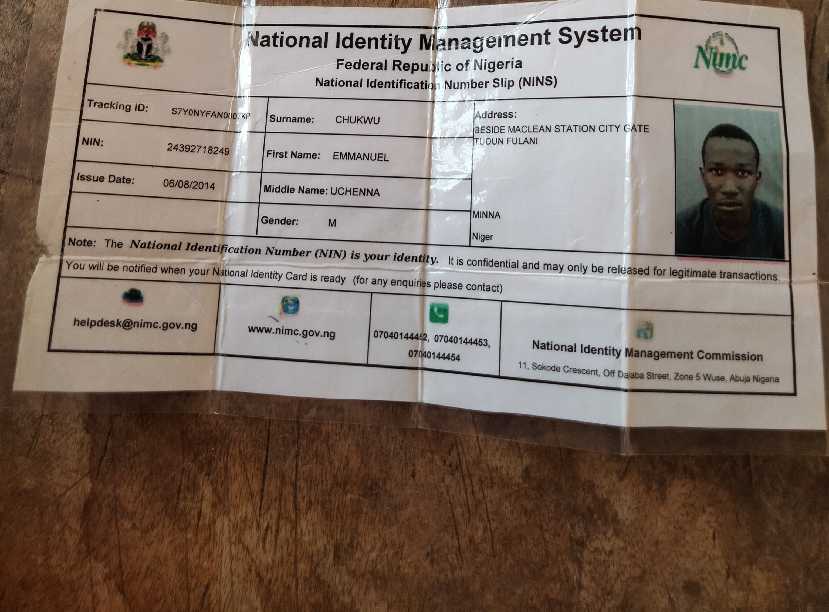 National Identity Management System
Federal Republic of Nigeria
National Identification Number Slip (NINS)
Nimc
Tracking ID:
Surname: CHUKWU
Address:
BESIDE MACLEAN STATION CITY GATE
TUDUN FULANI
NIN: 24392718249
First Name: EMMANUEL
Issue Date: 06/08/2014
Middle Name: UCHENNA
MINNA
Gender: M
Niger
Note: The National Identification Number (NIN) is your identity. It is confidential and may only be released for legitimate transactions.
You will be notified when your National Identity Card is ready (for any enquiries please contact)
helpdesk@nimc.gov.ng
www.nimc.gov.ng
07040144452, 07040144453,
07040144454
National Identity Management Commission
11, Sokode Crescent, Off Dalaba Street, Zone 5 Wuse, Abuja Nigeria